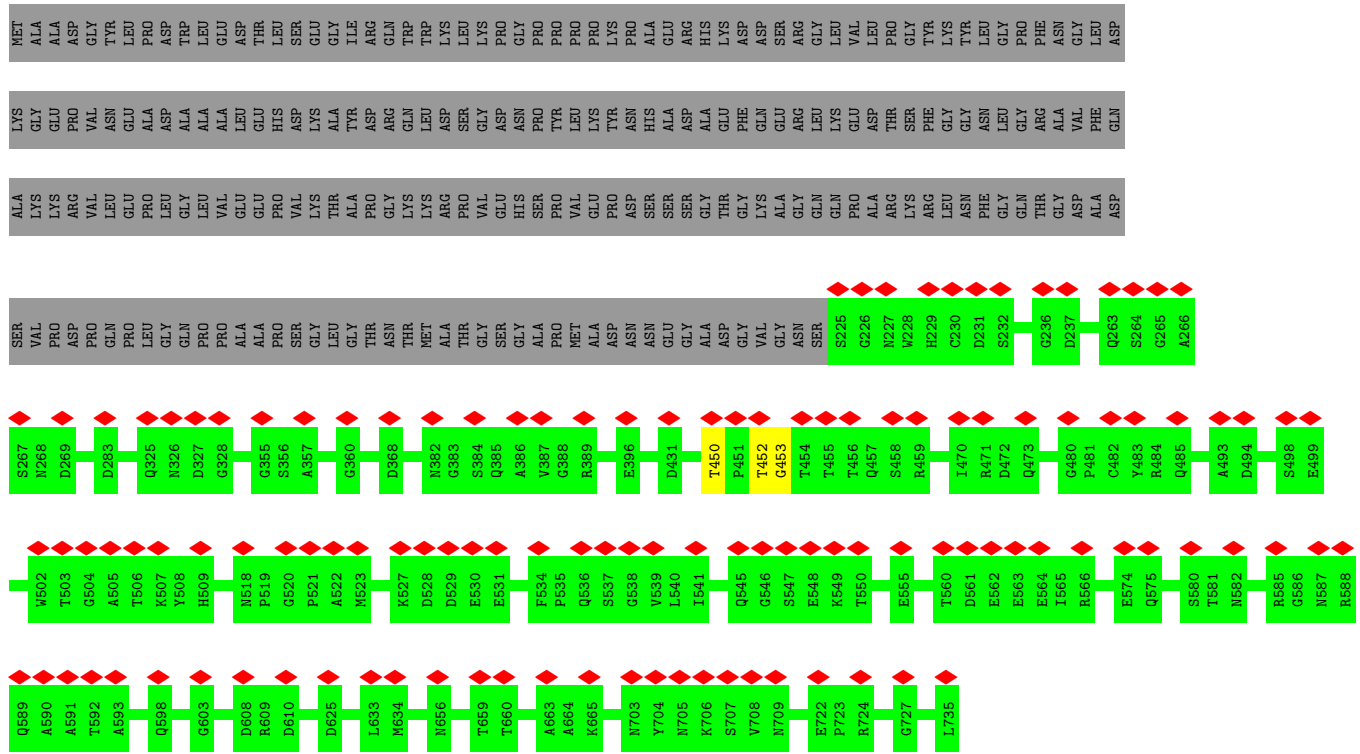 MET ALA ALA ASP GLY TYR LEU PRO ASP TRP LEU GLU ASP THR LEU SER GLU GLY ILE ARG GLN TRP TRP LYS LEU LYS PRO GLY PRO PRO PRO PRO LYS PRO ALA GLU ARG HIS LYS ASP ASP SER ARG GLY LEU VAL LEU PRO GLY TYR LYS TYR LEU GLY PRO PHE ASN GLY LEU ASP
LYS GLY GLU PRO VAL ASN GLU ALA ASP ALA ALA ALA LEU GLU HIS ASP LYS ALA TYR ASP ARG GLN LEU ASP SER GLY ASP ASN PRO TYR LEU LYS TYR ASN HIS ALA ASP ALA GLU PHE GLN GLU ARG LEU LYS GLU ASP THR SER PHE GLY GLY ASN LEU GLY ARG ALA VAL PHE GLN
ALA LYS LYS ARG VAL LEU GLU PRO LEU GLY LEU VAL GLU GLU PRO VAL LYS THR ALA PRO GLY LYS LYS ARG PRO VAL GLU HIS SER PRO VAL GLU PRO ASP SER SER SER GLY THR GLY LYS ALA GLY GLN GLN PRO ALA ARG LYS ARG LEU ASN PHE GLY GLN THR GLY ASP ALA ASP
SER VAL PRO ASP PRO GLN PRO LEU GLY GLN PRO PRO ALA ALA PRO SER GLY LEU GLY THR ASN THR MET ALA THR GLY SER GLY ALA PRO MET ALA ASP ASN ASN GLU GLY ALA ASP GLY VAL GLY ASN SER S225 G226 N227 W228 H229 C230 D231 S232 G236 D237 Q263 S264 G265 A266
S267 N268 D269 D283 Q325 N326 D327 G328 G355 S356 A357 G360 D368 N382 G383 S384 Q385 A386 V387 G388 R389 E396 D431 T450 P451 T452 G453 T454 T455 T456 Q457 S458 R459 I470 R471 D472 Q473 G480 P481 C482 Y483 R484 Q485 A493 D494 S498 E499
W502 T503 G504 A505 T506 K507 Y508 H509 N518 P519 G520 P521 A522 M523 K527 D528 D529 E530 E531 F534 P535 Q536 S537 G538 V539 L540 I541 Q545 G546 S547 E548 K549 T550 E555 T560 D561 E562 E563 E564 I565 R566 E574 Q575 S580 T581 N582 R585 G586 N587 R588
Q589 A590 A591 T592 A593 Q598 G603 D608 R609 D610 D625 L633 M634 N656 T659 T660 A663 A664 K665 N703 Y704 N705 K706 S707 V708 N709 E722 P723 R724 G727 L735